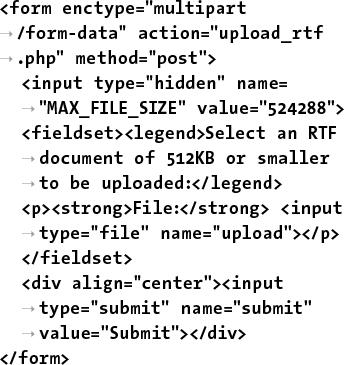 <form enctype="multipart
→/form-data" action="upload_rtf
→.php" method="post">
<input type="hidden" name=
→"MAX_FILE_SIZE" value="524288">
<fieldset><legend>Select an RTF
→document of 512KB or smaller
→to be uploaded:</legend>
<p><strong>File:</strong> <input
→type="file" name="upload"></p>
</fieldset>
<div align="center"><input
→type="submit" name="submit"
→value="Submit"></div>
</form>